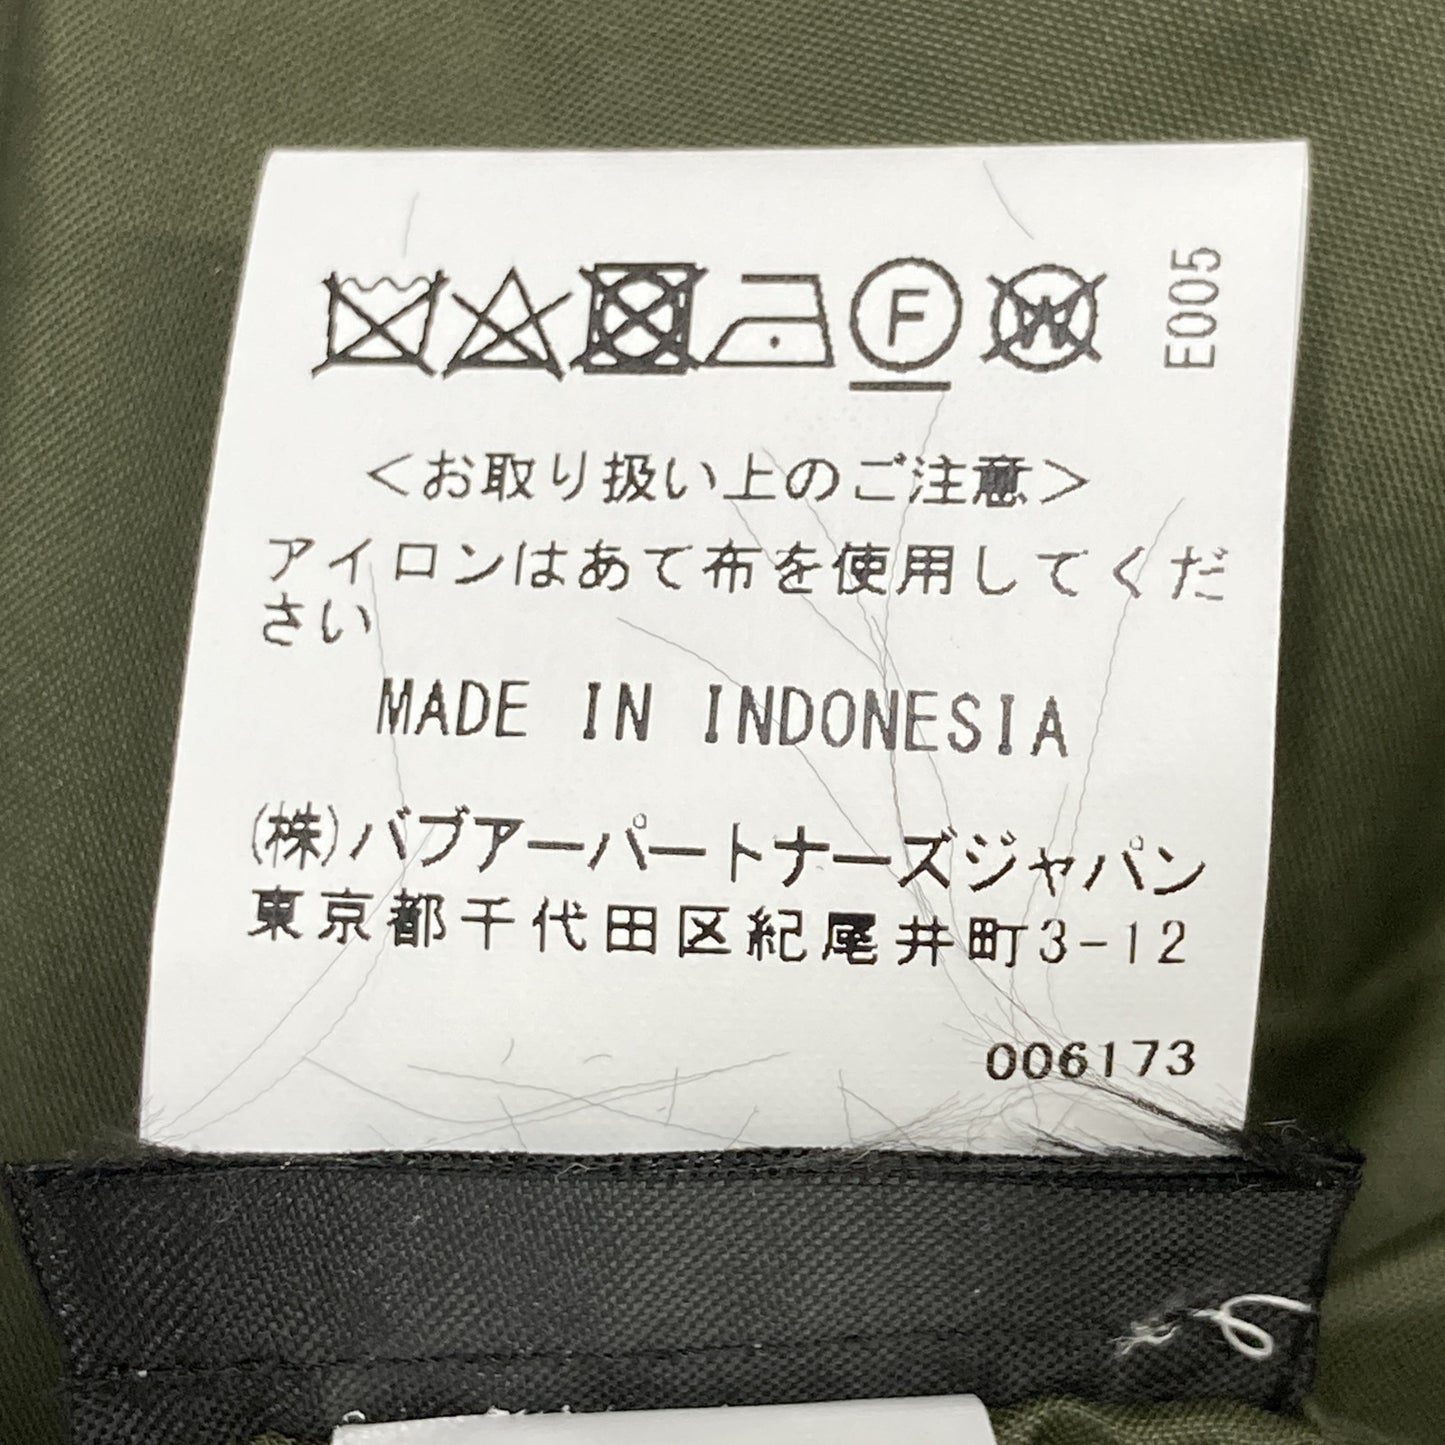 F
W
E005
＜お取り扱い上のご注意＞
アイロンはあて布を使用してくだ
さい
MADE IN INDONESIA
(株)バブアーパートナーズジャパン
東京都千代田区紀尾井町3-12
006173